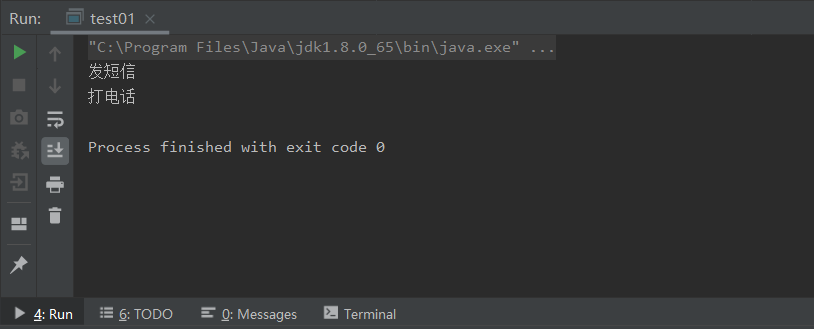 Run: test01
"C:\Program Files\Java\jdk1.8.0_65\bin\java.exe" ...
发短信
打电话
Process finished with exit code 0
4: Run 6: TODO 0: Messages Terminal